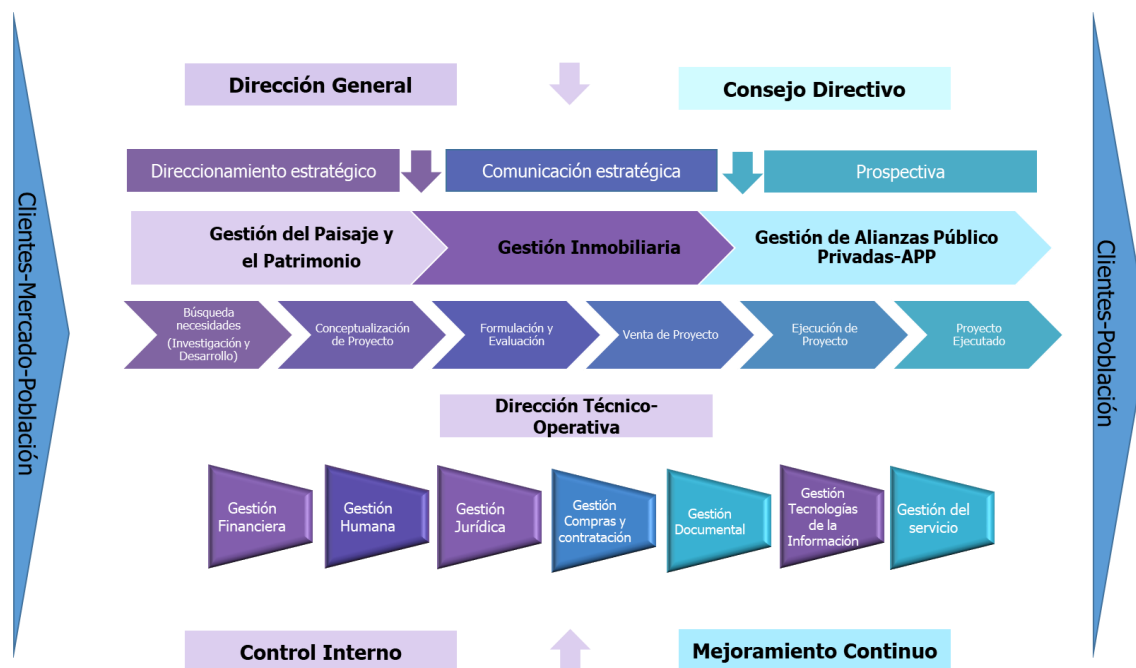 Clientes-Mercado-Población
Dirección General
Consejo Directivo
Direccionamiento estratégico
Comunicación estratégica
Prospectiva
Gestión del Paisaje y
el Patrimonio
Gestión Inmobiliaria
Gestión de Alianzas Público
Privadas-APP
Búsqueda
necesidades
(Investigación y
Desarrollo)
Conceptualización
de Proyecto
Formulación y
Evaluación
Venta de Proyecto
Ejecución de
Proyecto
Proyecto
Ejecutado
Dirección Técnico-
Operativa
Gestión
Financiera
Gestión
Humana
Gestión
Jurídica
Gestión
Compras y
contratación
Gestión
Documental
Gestión
Tecnologías
de la
Información
Gestión del
servicio
Control Interno
Mejoramiento Continuo
Clientes-Población